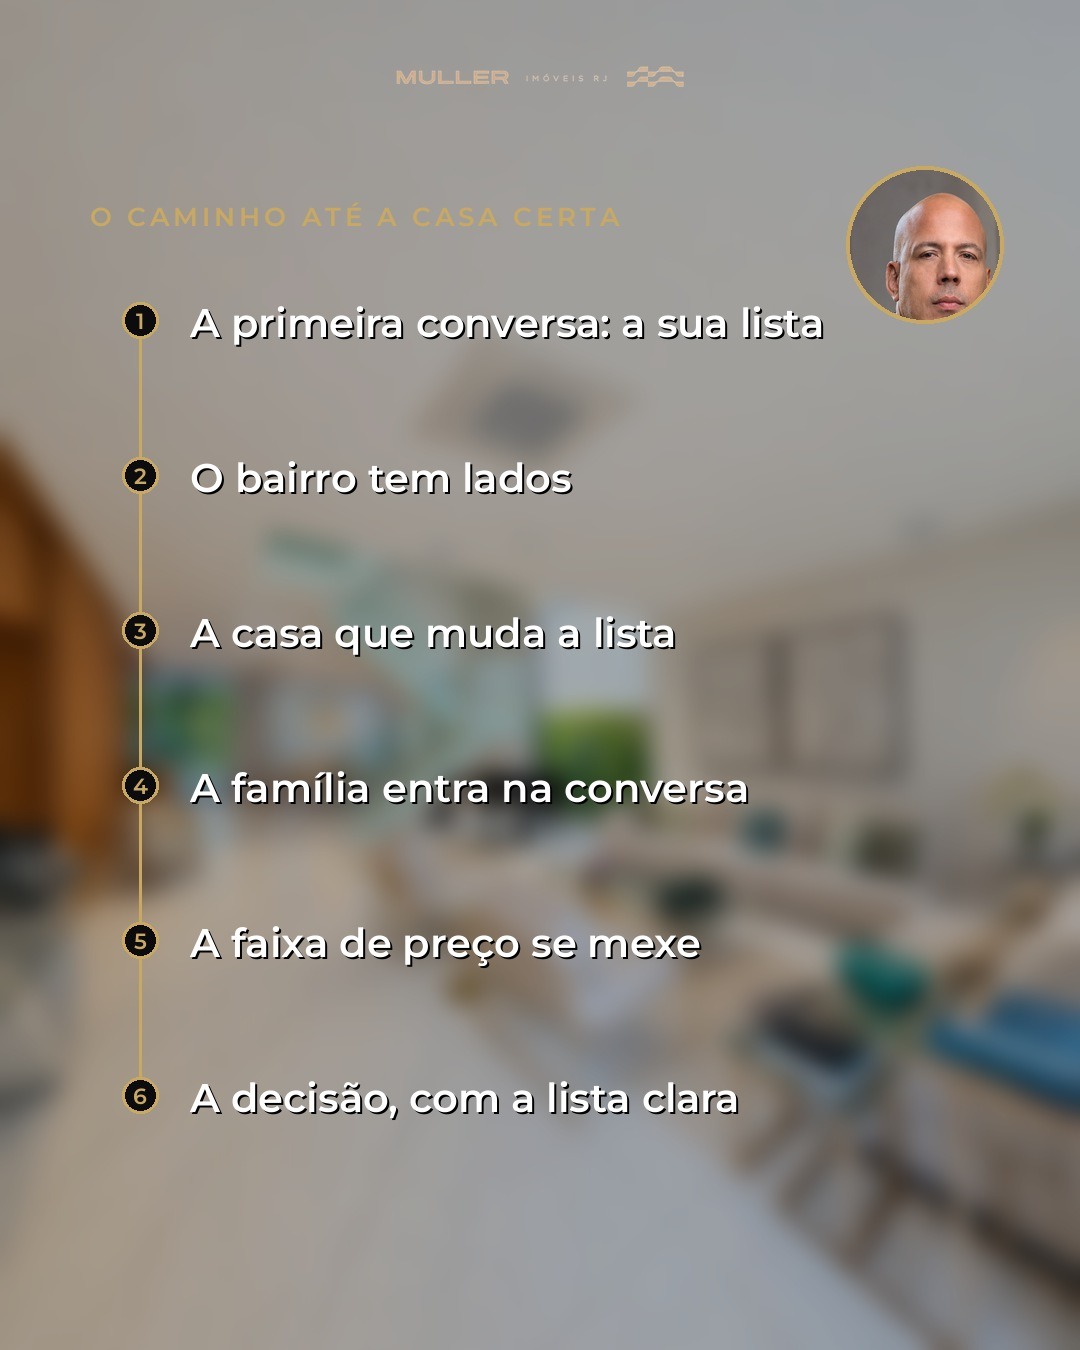 MULLER IMÓVEIS RJ
O CAMINHO ATÉ A CASA CERTA
1 A primeira conversa: a sua lista
2 O bairro tem lados
3 A casa que muda a lista
4 A família entra na conversa
5 A faixa de preço se mexe
6 A decisão, com a lista clara